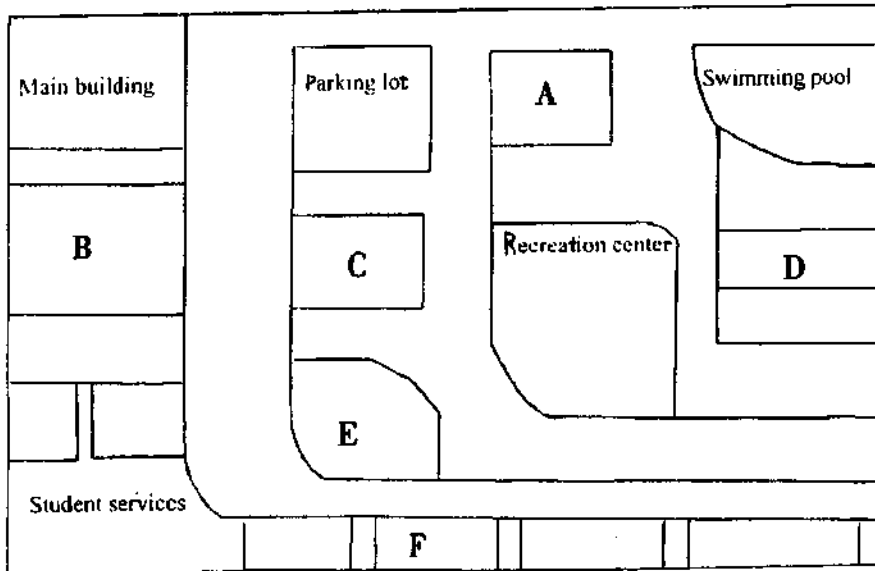 Main building
Parking lot
A
Swimming pool
B
C
Recreation center
D
E
Student services
F